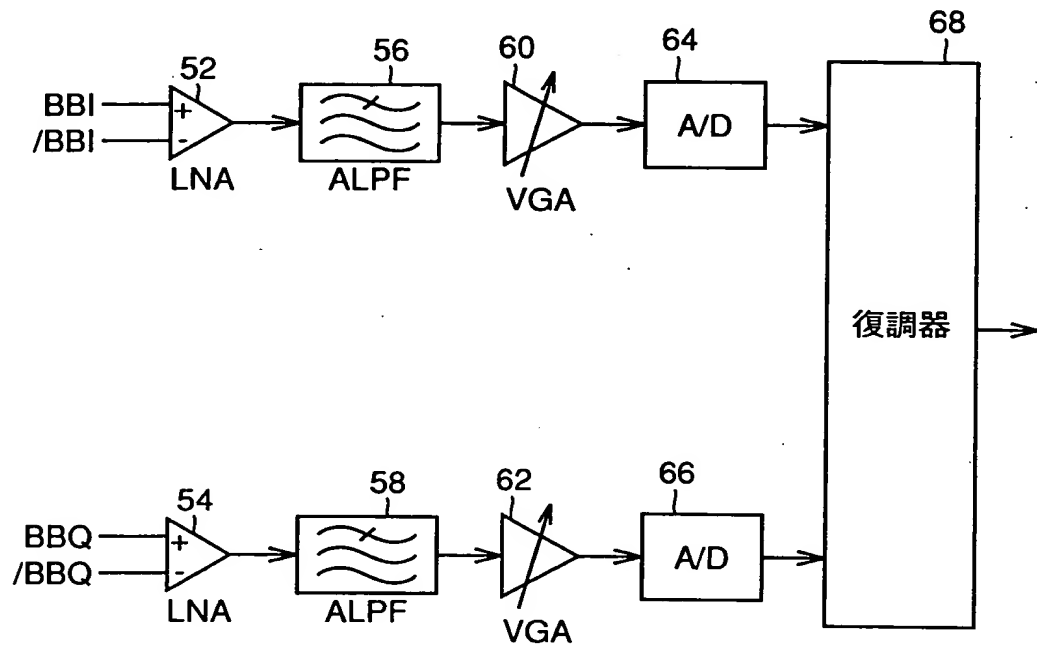 52
56
60
64
68
BBI
/BBI
+
-
LNA
ALPF
VGA
A/D
復調器
54
58
62
66
BBQ
/BBQ
+
-
LNA
ALPF
VGA
A/D